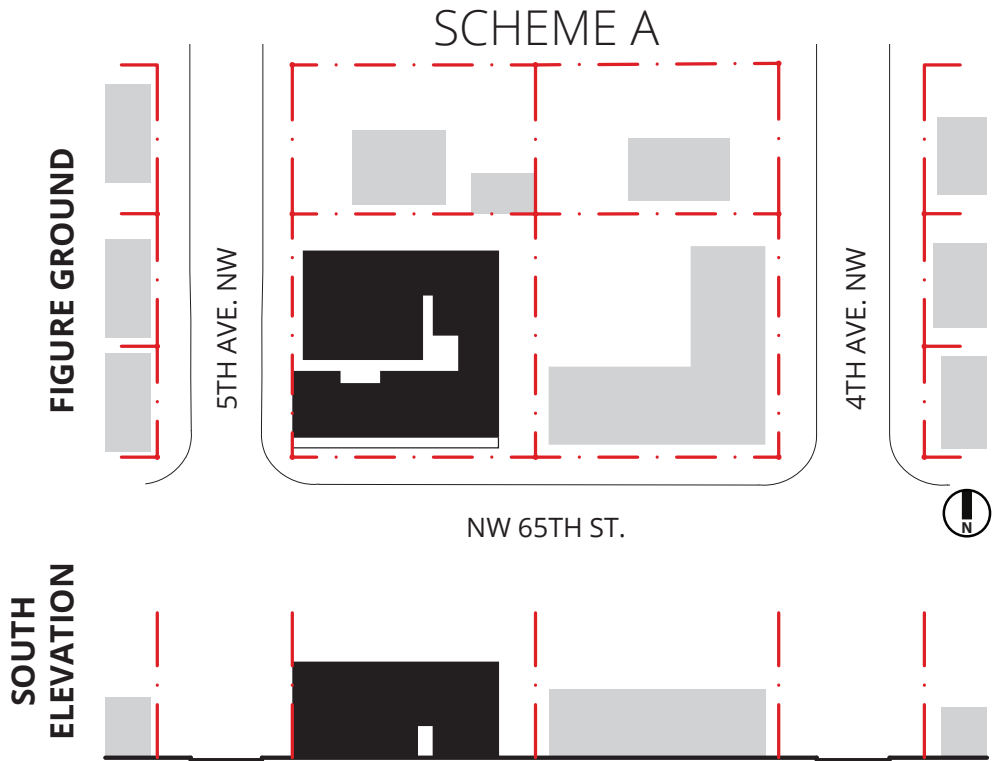 SCHEME A
FIGURE GROUND
5TH AVE. NW
4TH AVE. NW
N
NW 65TH ST.
SOUTH
ELEVATION